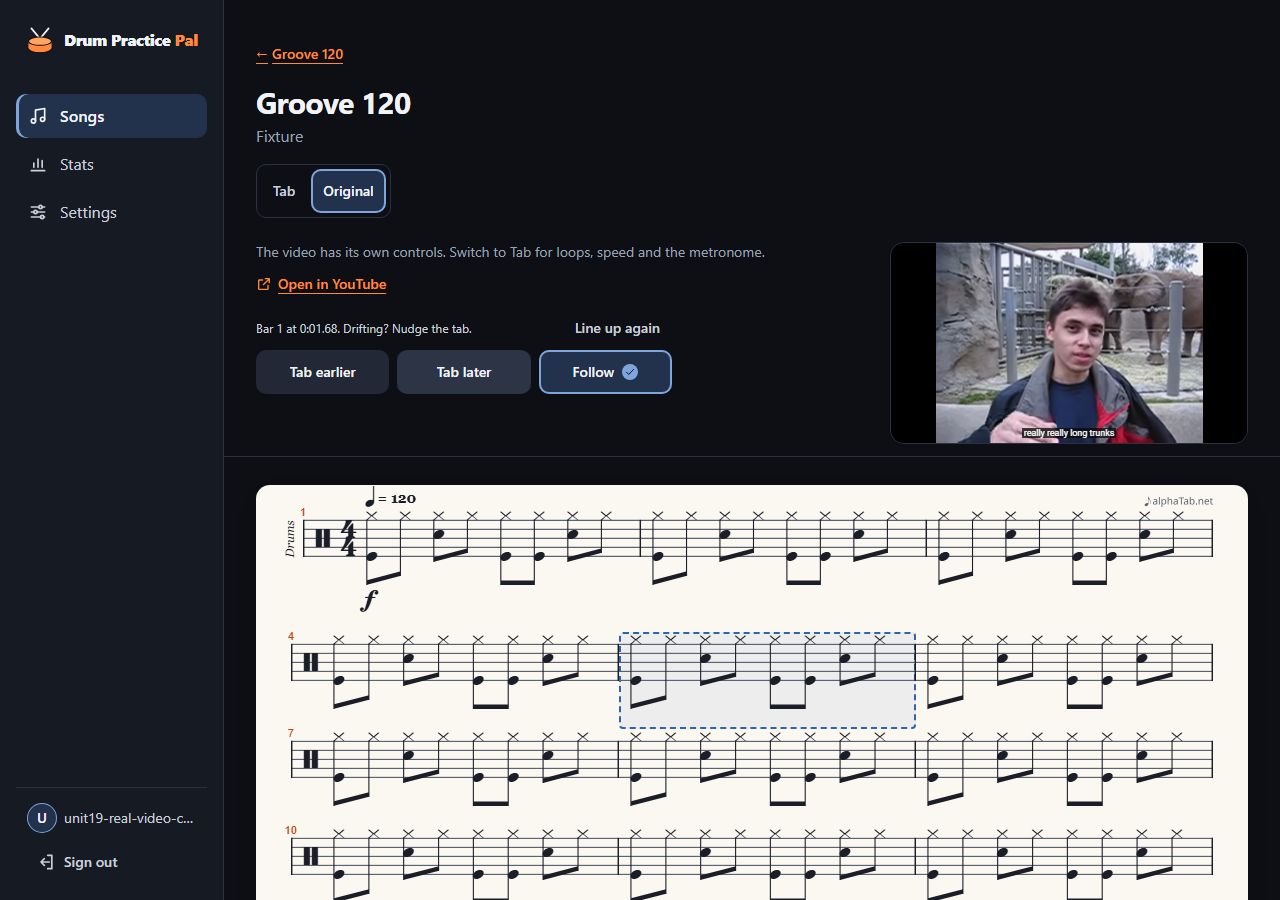 Drum Practice Pal
Songs
Stats
Settings
← Groove 120
Groove 120
Fixture
Tab
Original
The video has its own controls. Switch to Tab for loops, speed and the metronome.
Open in YouTube
Bar 1 at 0:01.68. Drifting? Nudge the tab.
Line up again
Tab earlier
Tab later
Follow
really really long trunks
= 120
alphaTab.net
1
Drums
4
4
f
4
7
10
U
unit19-real-video-c...
Sign out